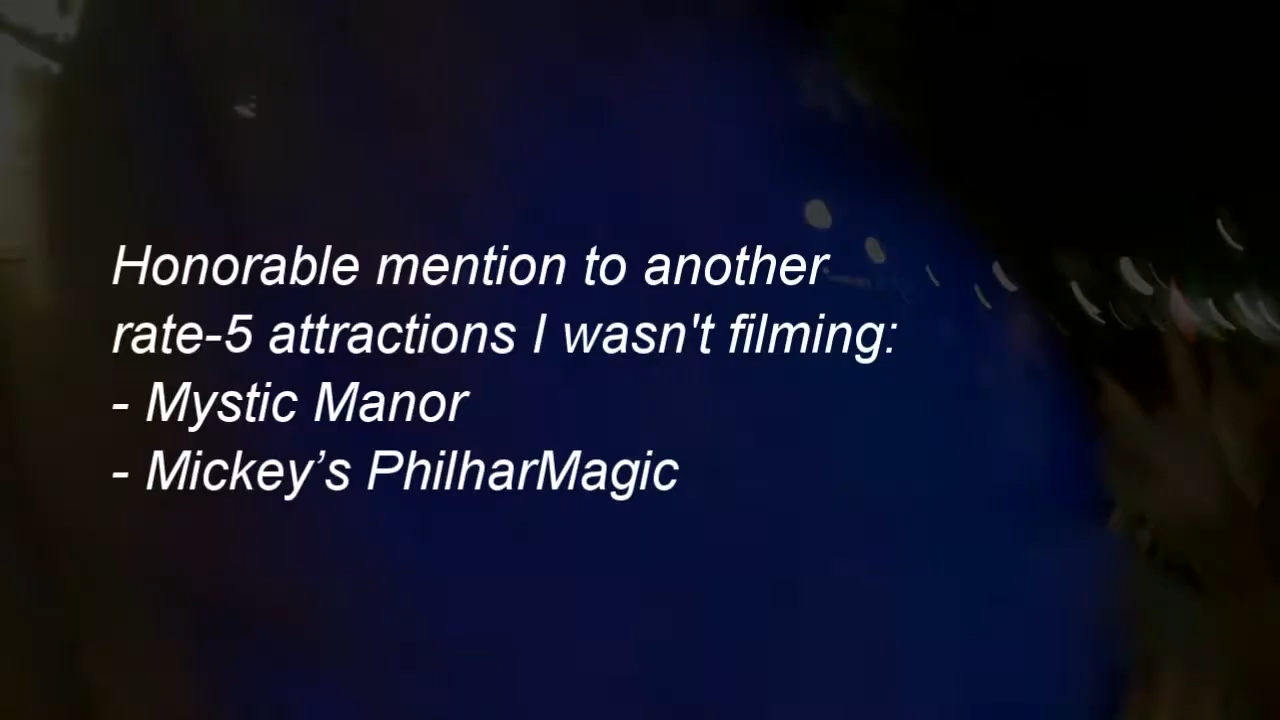 Honorable mention to another
rate-5 attractions I wasn't filming:
- Mystic Manor
- Mickey’s PhilharMagic